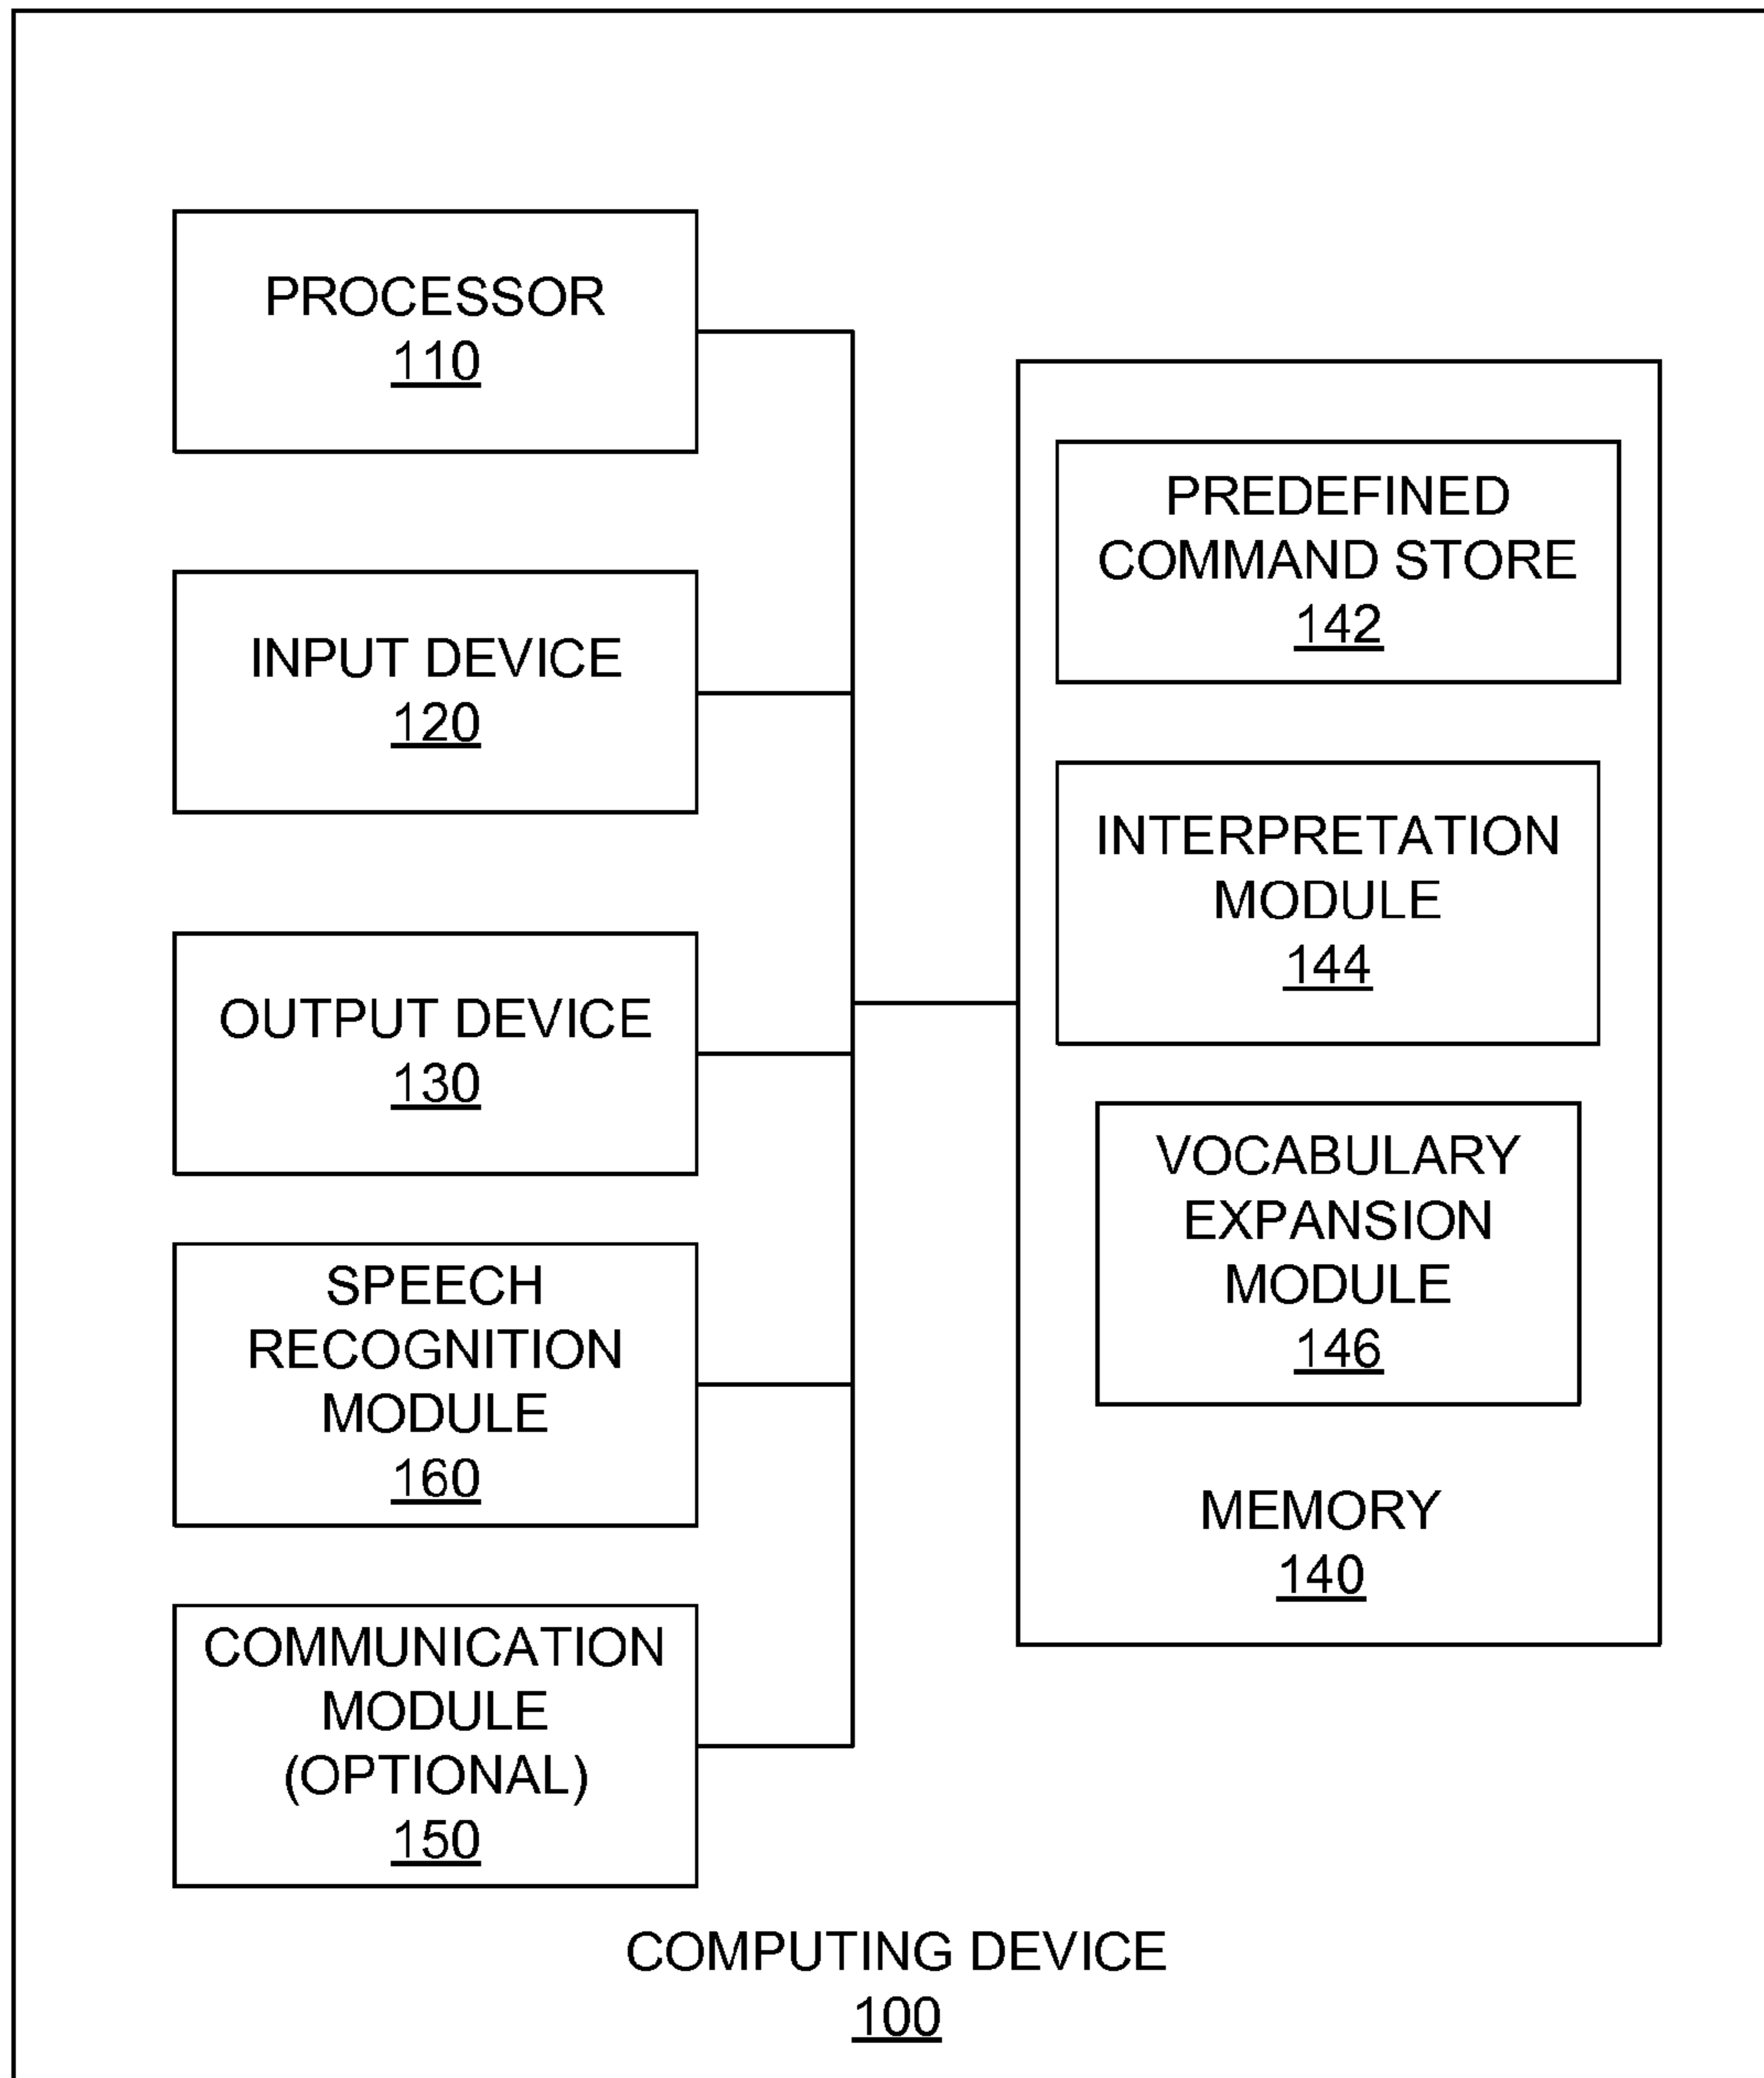 PROCESSOR
110
INPUT DEVICE
120
OUTPUT DEVICE
130
SPEECH
RECOGNITION
MODULE
160
COMMUNICATION
MODULE
(OPTIONAL)
150
PREDEFINED
COMMAND STORE
142
INTERPRETATION
MODULE
144
VOCABULARY
EXPANSION
MODULE
146
MEMORY
140
COMPUTING DEVICE
100